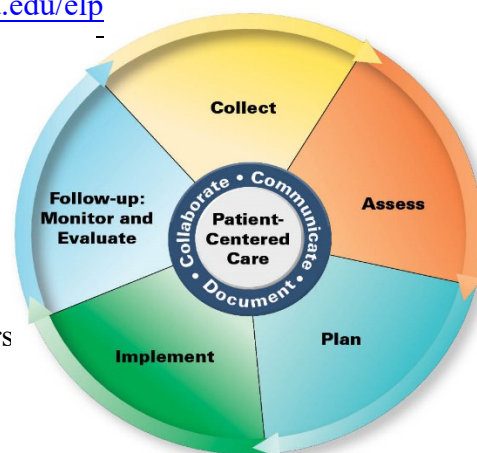 .edu/elp
Collect
Assess
Plan
Implement
Follow-up:
Monitor and
Evaluate
Collaborate • Communicate
• Document •
Patient-
Centered
Care